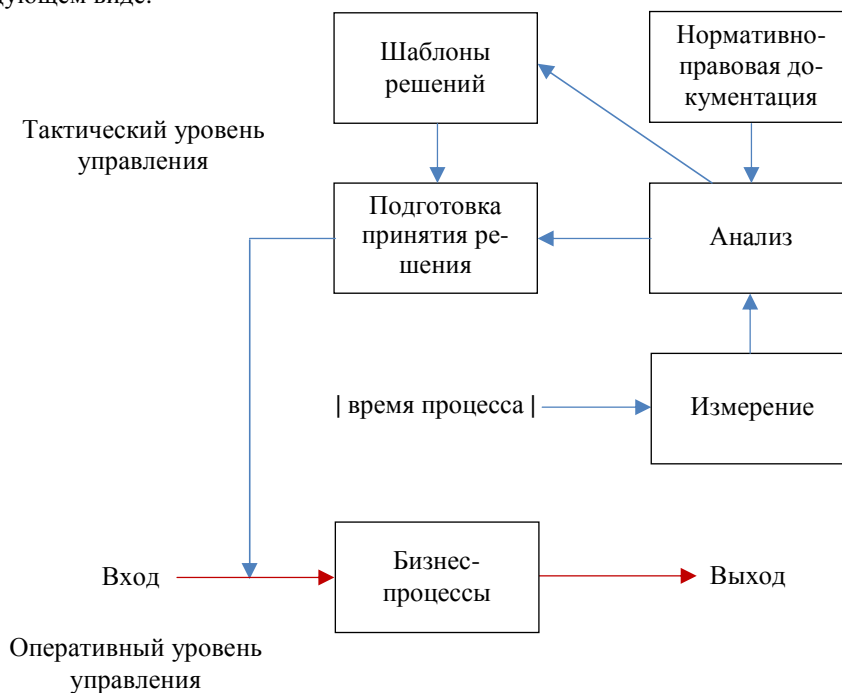 дующем виде.
Шаблоны
решений
Нормативно-
правовая до-
кументация
Тактический уровень
управления
Подготовка
принятия ре-
шения
Анализ
| время процесса |
Измерение
Вход
Бизнес-
процессы
Выход
Оперативный уровень
управления